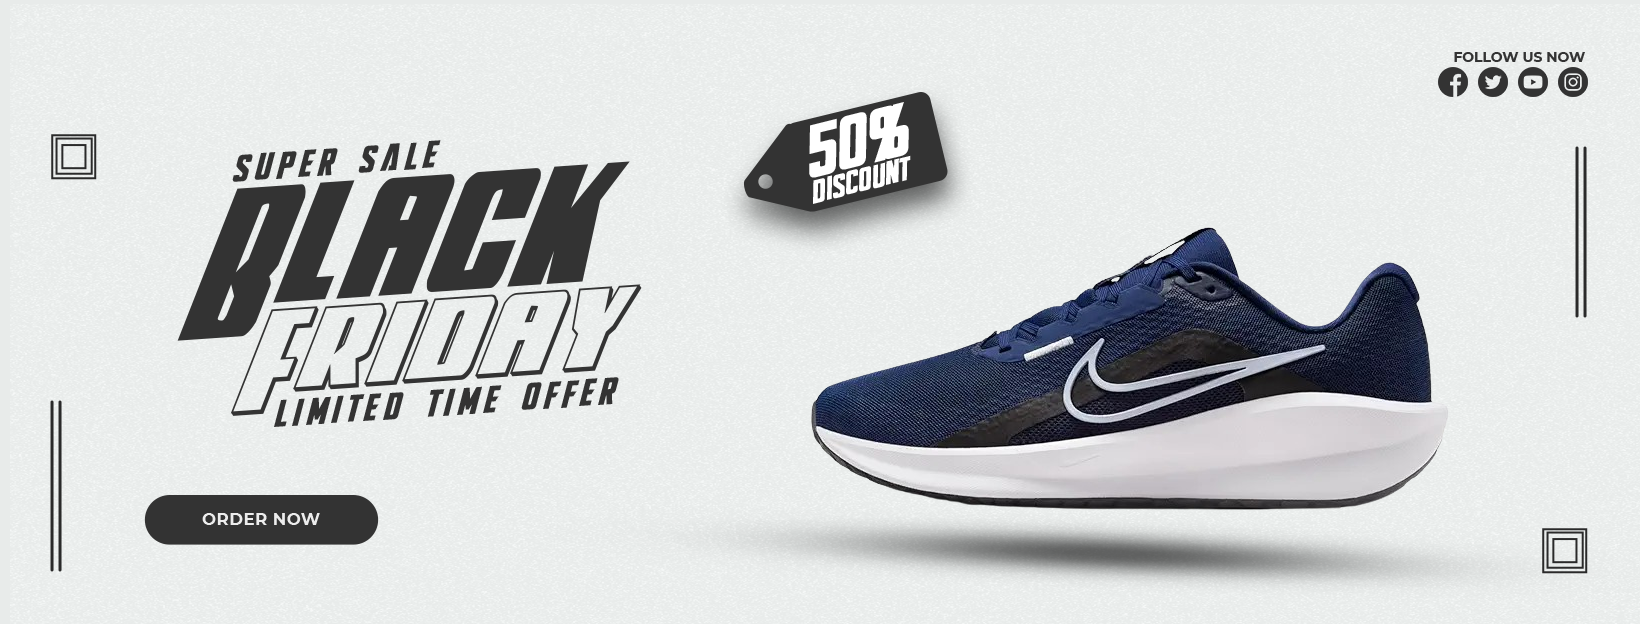 FOLLOW US NOW
50%
DISCOUNT
SUPER SALE
BLACK
FRIDAY
LIMITED TIME OFFER
ORDER NOW